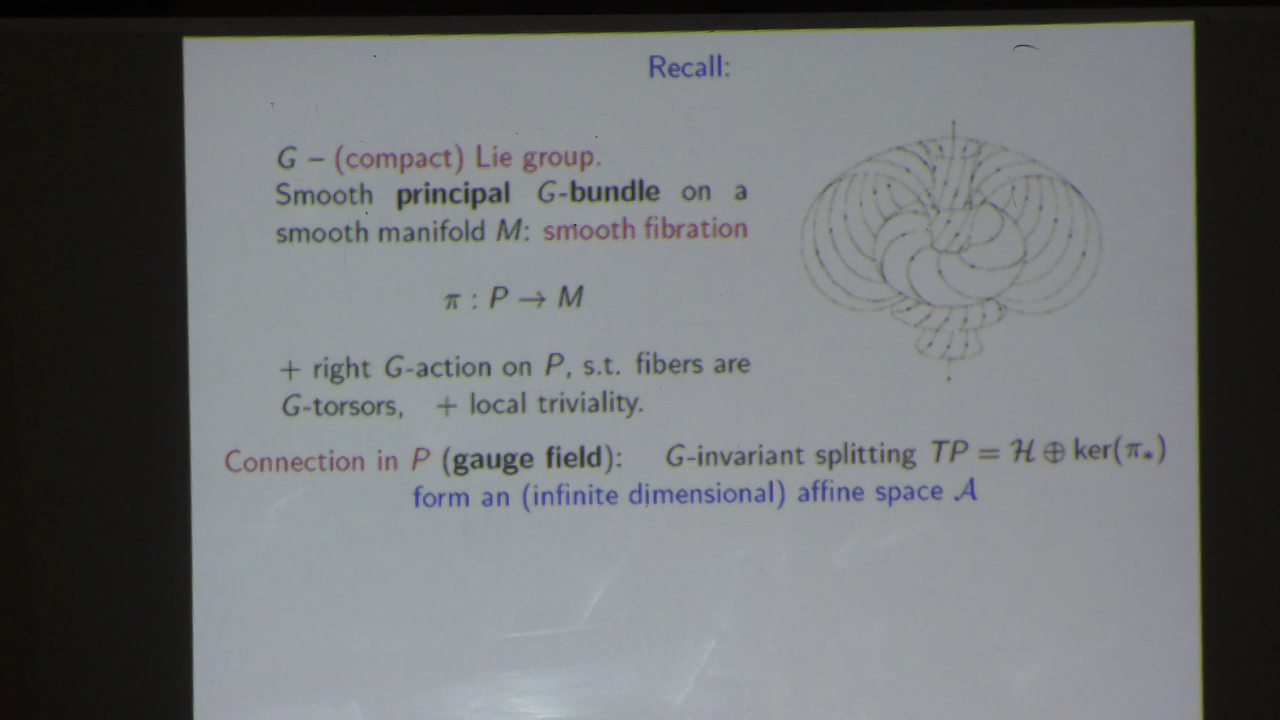 Recall:
G – (compact) Lie group.
Smooth principal G-bundle on a
smooth manifold M: smooth fibration
π : P → M
+ right G-action on P, s.t. fibers are
G-torsors, + local triviality.
Connection in P (gauge field): G-invariant splitting TP = ℋ ⊕ ker(π⁎)
form an (infinite dimensional) affine space 𝒜